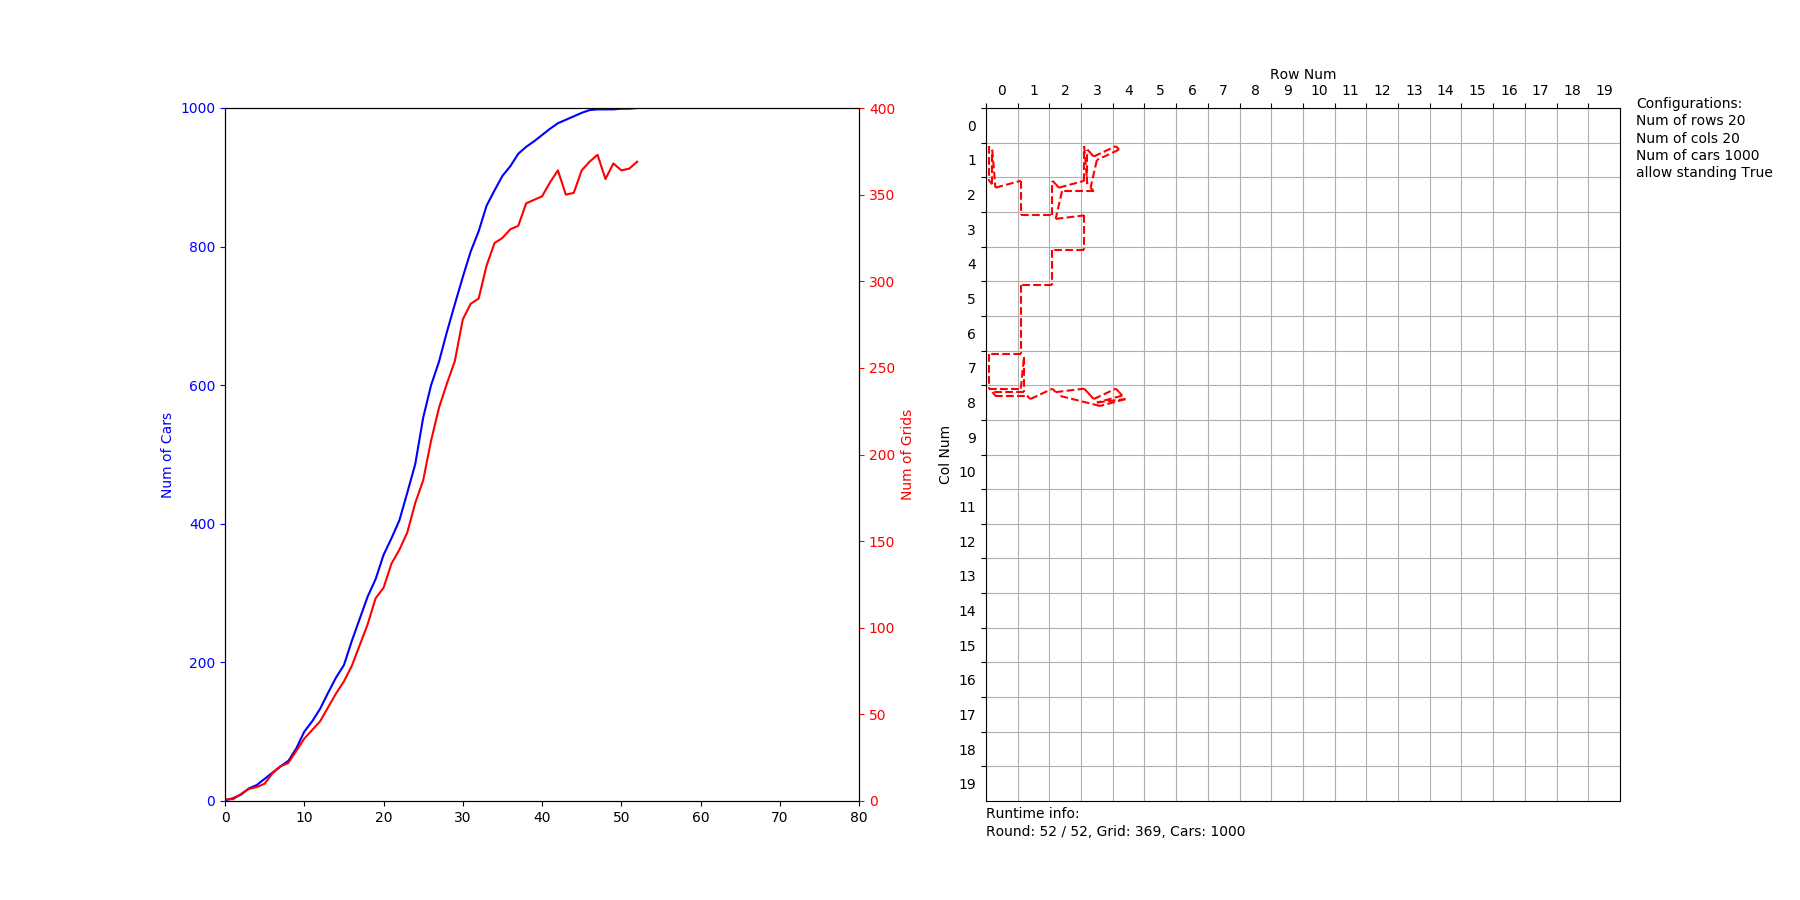 Row Num
0 1 2 3 4 5 6 7 8 9 10 11 12 13 14 15 16 17 18 19
1000
800
600
400
200
0
Num of Cars
0 10 20 30 40 50 60 70 80
400
350
300
250
200
150
100
50
0
Num of Grids
Col Num
0
1
2
3
4
5
6
7
8
9
10
11
12
13
14
15
16
17
18
19
Configurations:
Num of rows 20
Num of cols 20
Num of cars 1000
allow standing True
Runtime info:
Round: 52 / 52, Grid: 369, Cars: 1000